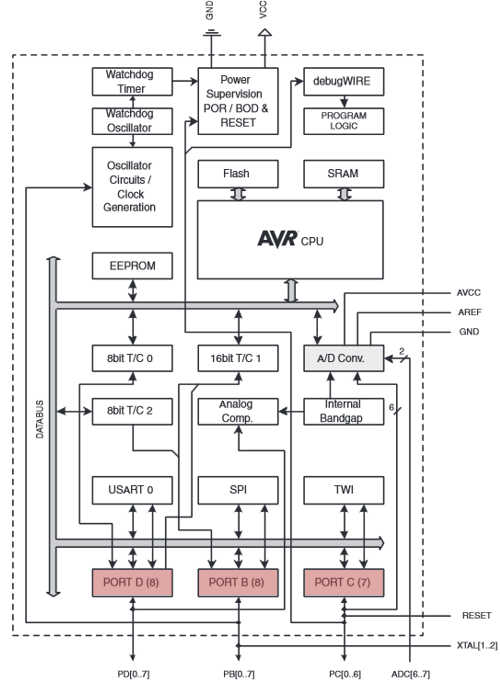 GND
VCC
Watchdog
Timer
Power
Supervision
POR / BOD &
RESET
debugWIRE
Watchdog
Oscillator
PROGRAM
LOGIC
Oscillator
Circuits /
Clock
Generation
Flash
SRAM
AVR CPU
EEPROM
AVCC
AREF
GND
8bit T/C 0
16bit T/C 1
A/D Conv.
2
DATABUS
8bit T/C 2
Analog
Comp.
Internal
Bandgap
6
USART 0
SPI
TWI
PORT D (8)
PORT B (8)
PORT C (7)
RESET
XTAL[1..2]
PD[0..7]
PB[0..7]
PC[0..6]
ADC[6..7]